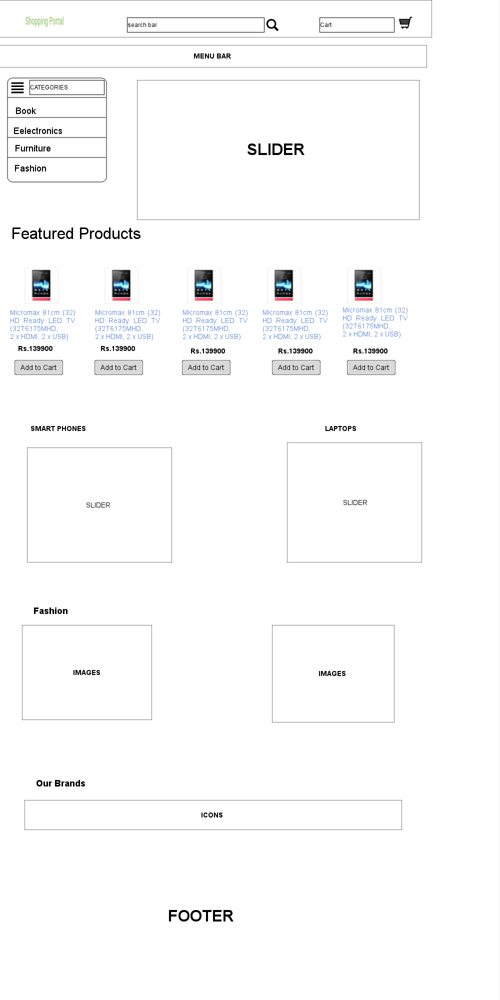 Shopping Portal
search bar
Cart
MENU BAR
CATEGORIES
Book
Eelectronics
Furniture
Fashion
SLIDER
Featured Products
Micromax 81cm (32)
HD Ready LED TV
(32T6175MHD,
2 x HDMI, 2 x USB)
Rs.139900
Add to Cart
Micromax 81cm (32)
HD Ready LED TV
(32T6175MHD,
2 x HDMI, 2 x USB)
Rs.139900
Add to Cart
Micromax 81cm (32)
HD Ready LED TV
(32T6175MHD,
2 x HDMI, 2 x USB)
Rs.139900
Add to Cart
Micromax 81cm (32)
HD Ready LED TV
(32T6175MHD,
2 x HDMI, 2 x USB)
Rs.139900
Add to Cart
Micromax 81cm (32)
HD Ready LED TV
(32T6175MHD,
2 x HDMI, 2 x USB)
Rs.139900
Add to Cart
SMART PHONES
SLIDER
LAPTOPS
SLIDER
Fashion
IMAGES
IMAGES
Our Brands
ICONS
FOOTER